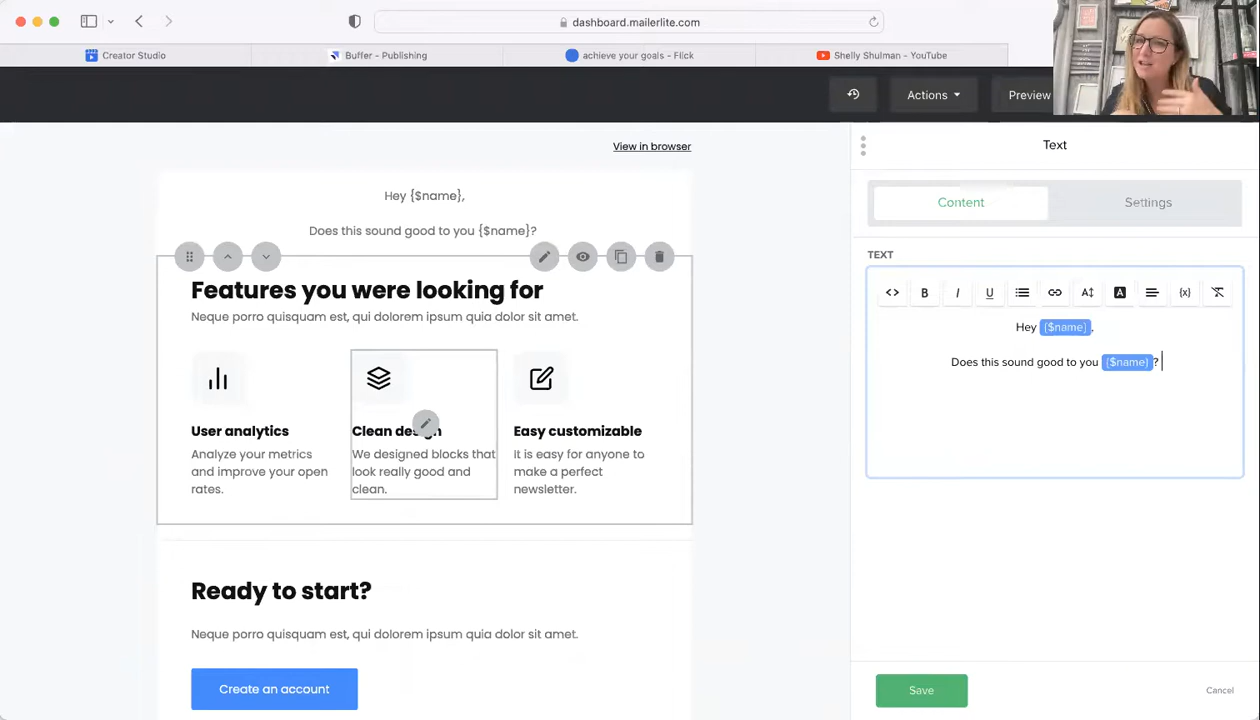 dashboard.mailerlite.com
Creator Studio
Buffer - Publishing
achieve your goals - Flick
Shelly Shulman - YouTube
Actions
Preview
View in browser
Text
Hey {$name},
Does this sound good to you {$name}?
Content
Settings
TEXT
B
I
U
A
A
{x}
Hey {$name},
Does this sound good to you {$name}?
Features you were looking for
Neque porro quisquam est, qui dolorem ipsum quia dolor sit amet.
User analytics
Analyze your metrics
and improve your open
rates.
Clean design
We designed blocks that
look really good and
clean.
Easy customizable
It is easy for anyone to
make a perfect
newsletter.
Ready to start?
Neque porro quisquam est, qui dolorem ipsum quia dolor sit amet.
Create an account
Save
Cancel